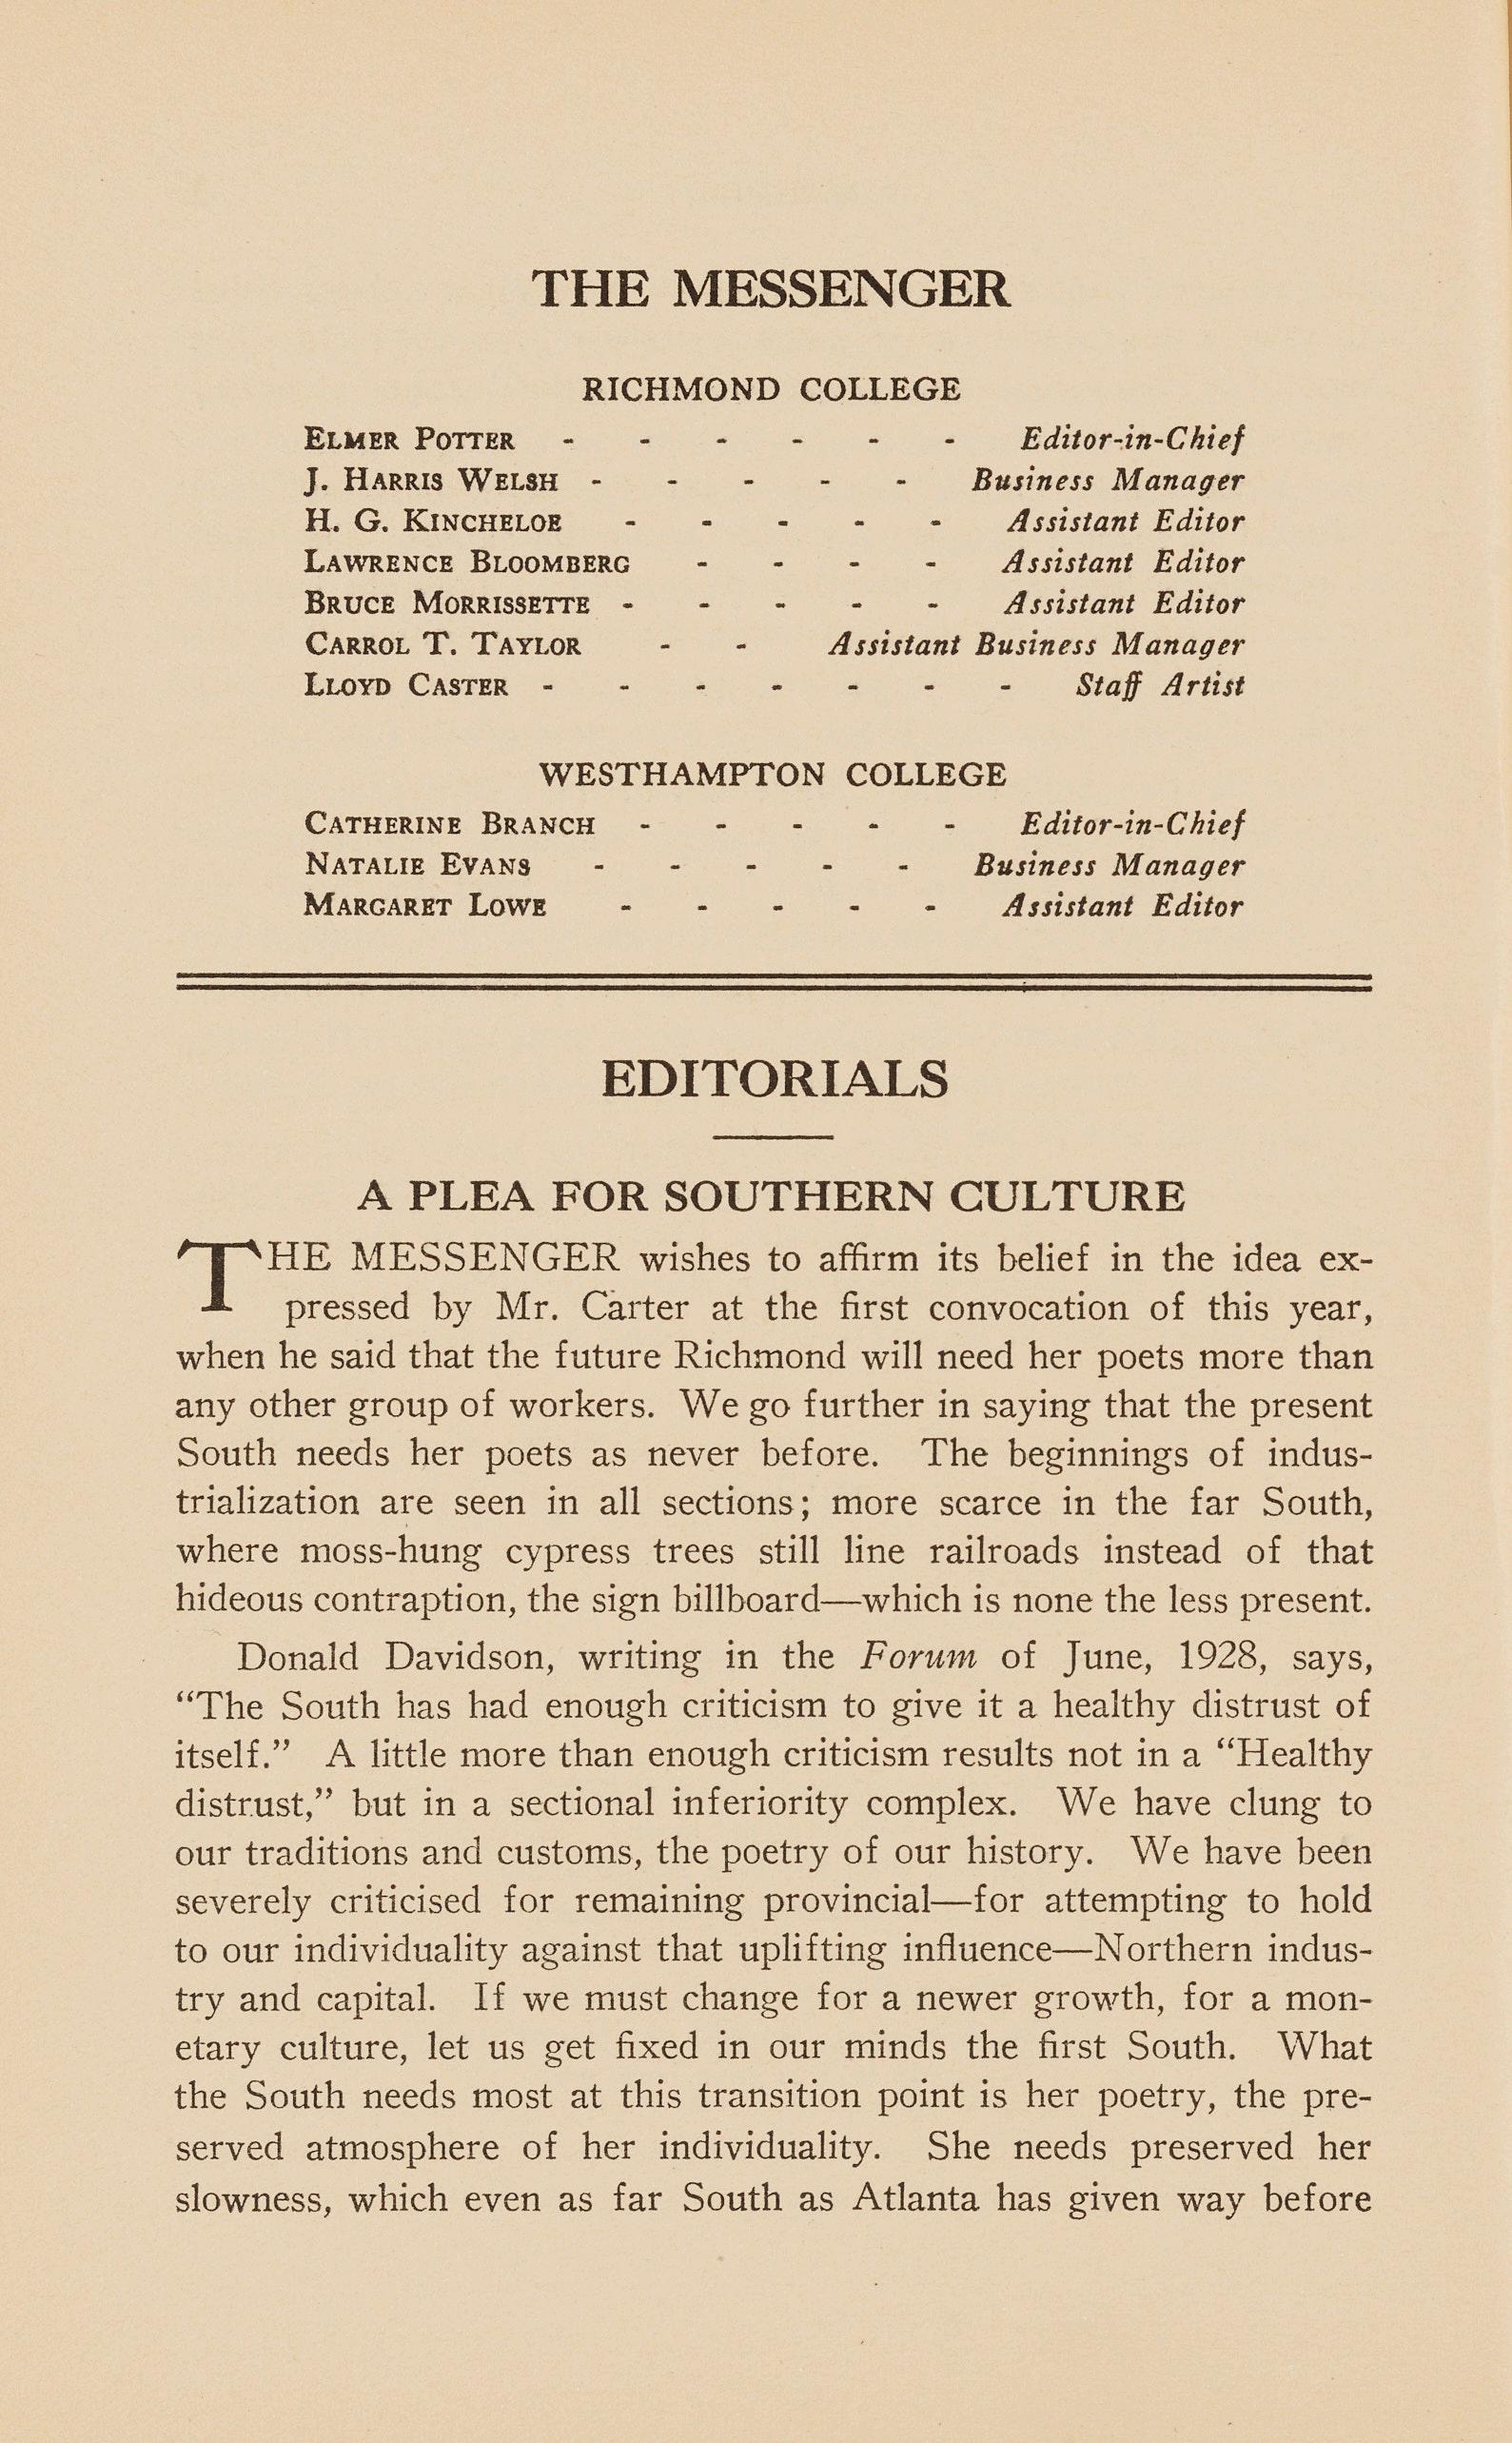 THE MESSENGER
RICHMOND COLLEGE
ELMER POTTER - - - - - - Editor-in-Chief
J. HARRIS WELSH - - - - - Business Manager
H. G. KINCHELOE - - - - - Assistant Editor
LAWRENCE BLOOMBERG - - - - Assistant Editor
BRUCE MORRISSETTE - - - - - Assistant Editor
CARROL T. TAYLOR - - Assistant Business Manager
LLOYD CASTER - - - - - - - Staff Artist
WESTHAMPTON COLLEGE
CATHERINE BRANCH - - - - - Editor-in-Chief
NATALIE EVANS - - - - - Business Manager
MARGARET LOWE - - - - - Assistant Editor
EDITORIALS
A PLEA FOR SOUTHERN CULTURE
THE MESSENGER wishes to affirm its belief in the idea ex-
pressed by Mr. Carter at the first convocation of this year,
when he said that the future Richmond will need her poets more than
any other group of workers. We go further in saying that the present
South needs her poets as never before. The beginnings of indus-
trialization are seen in all sections; more scarce in the far South,
where moss-hung cypress trees still line railroads instead of that
hideous contraption, the sign billboard—which is none the less present.
Donald Davidson, writing in the Forum of June, 1928, says,
“The South has had enough criticism to give it a healthy distrust of
itself.” A little more than enough criticism results not in a “Healthy
distrust,” but in a sectional inferiority complex. We have clung to
our traditions and customs, the poetry of our history. We have been
severely criticised for remaining provincial—for attempting to hold
to our individuality against that uplifting influence—Northern indus-
try and capital. If we must change for a newer growth, for a mon-
etary culture, let us get fixed in our minds the first South. What
the South needs most at this transition point is her poetry, the pre-
served atmosphere of her individuality. She needs preserved her
slowness, which even as far South as Atlanta has given way before